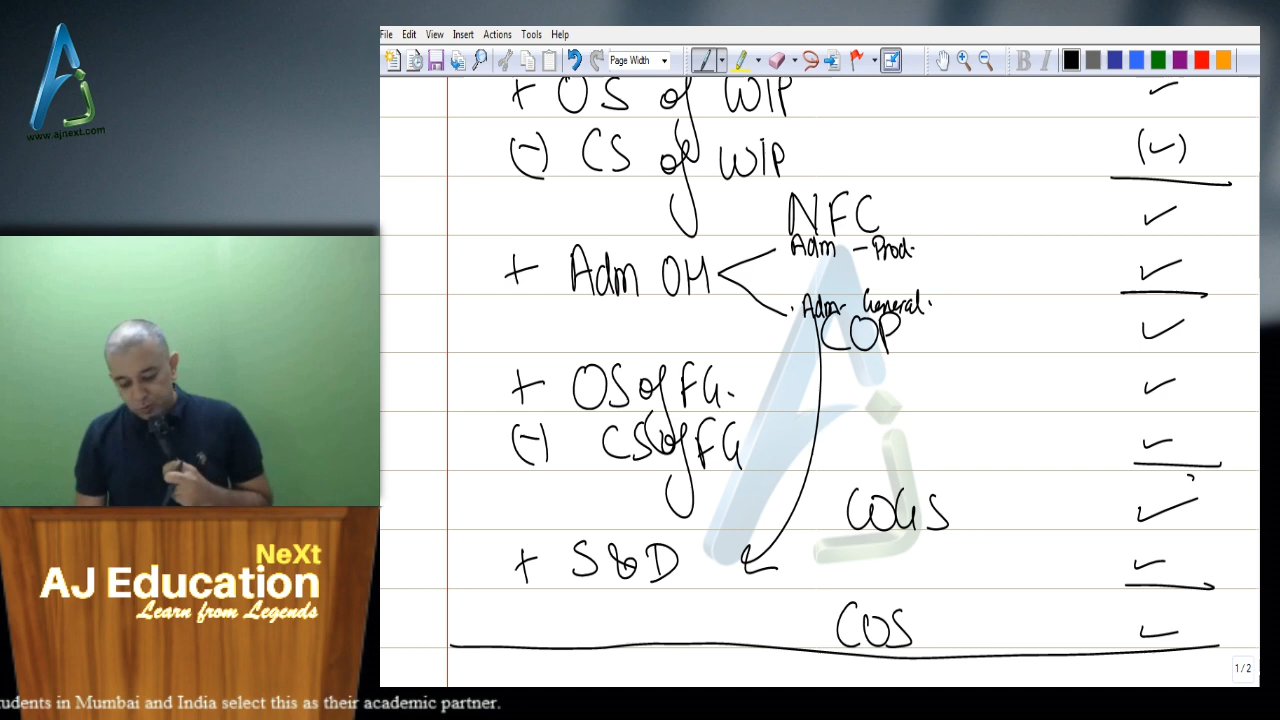 www.ajnext.com
File Edit View Insert Actions Tools Help
Page Width
B I
+ OS of WIP
(-) CS of WIP
NFC
+ Adm OH
Adm - Prod.
Adm General.
COP
+ OS of FG.
(-) CS of FG
COGS
+ S&D
COS
1/2
NeXt
AJ Education
Learn from Legends
tudents in Mumbai and India select this as their academic partner.